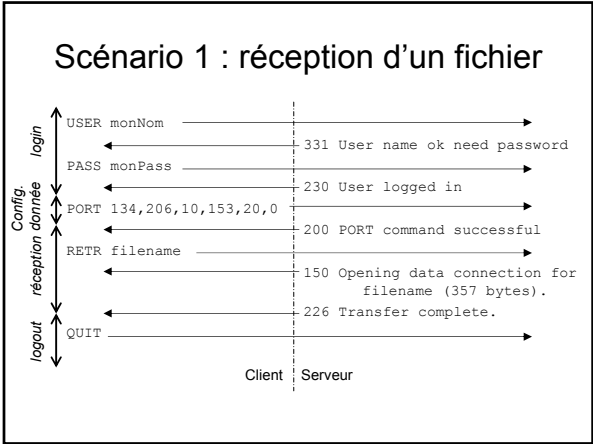 Scénario 1 : réception d'un fichier
USER monNom
331 User name ok need password
PASS monPass
230 User logged in
PORT 134,206,10,153,20,0
200 PORT command successful
RETR filename
150 Opening data connection for
filename (357 bytes).
226 Transfer complete.
QUIT
login
Config.
réception donnée
logout
Client
Serveur